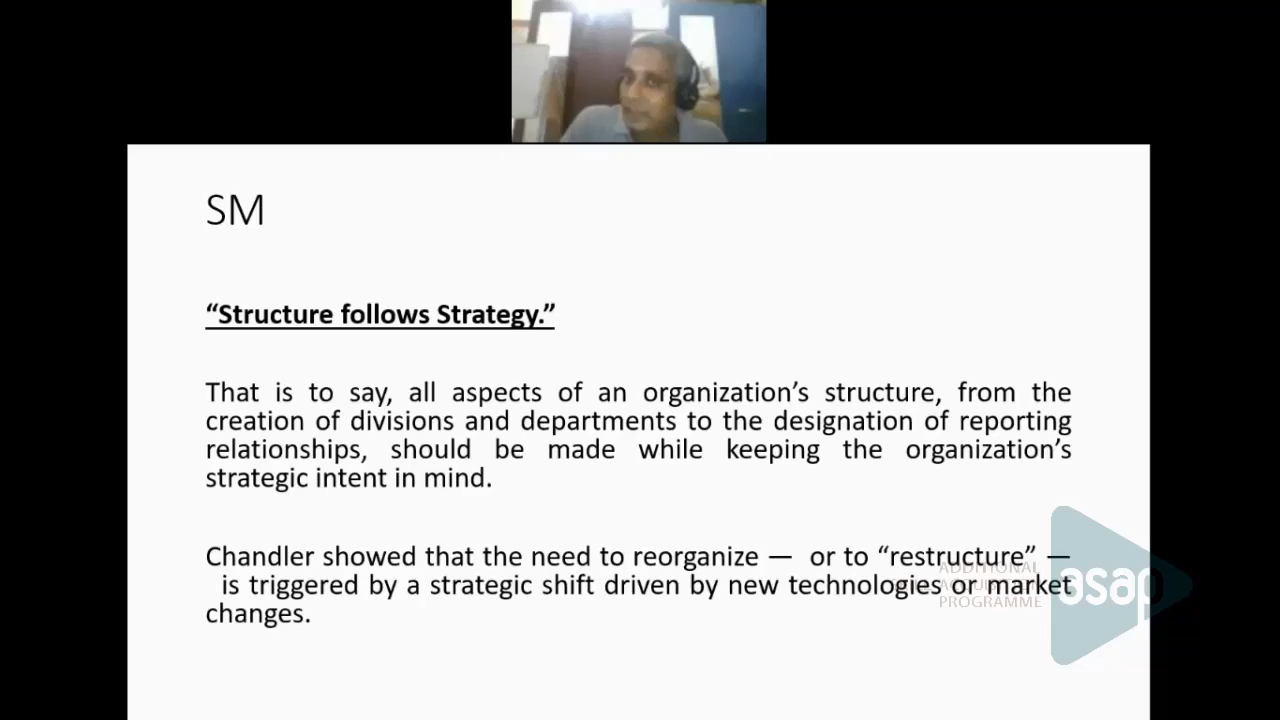 SM
“Structure follows Strategy.”
That is to say, all aspects of an organization’s structure, from the
creation of divisions and departments to the designation of reporting
relationships, should be made while keeping the organization’s
strategic intent in mind.
Chandler showed that the need to reorganize — or to “restructure” —
is triggered by a strategic shift driven by new technologies or market
changes.
ADDITIONAL
PROGRAMME
asap